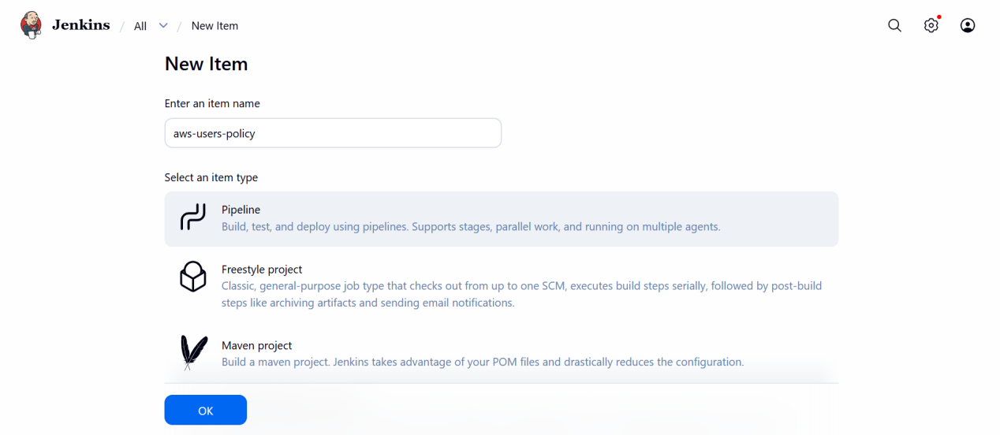 Jenkins / All / New Item
New Item
Enter an item name
aws-users-policy
Select an item type
Pipeline
Build, test, and deploy using pipelines. Supports stages, parallel work, and running on multiple agents.
Freestyle project
Classic, general-purpose job type that checks out from up to one SCM, executes build steps serially, followed by post-build
steps like archiving artifacts and sending email notifications.
Maven project
Build a maven project. Jenkins takes advantage of your POM files and drastically reduces the configuration.
OK